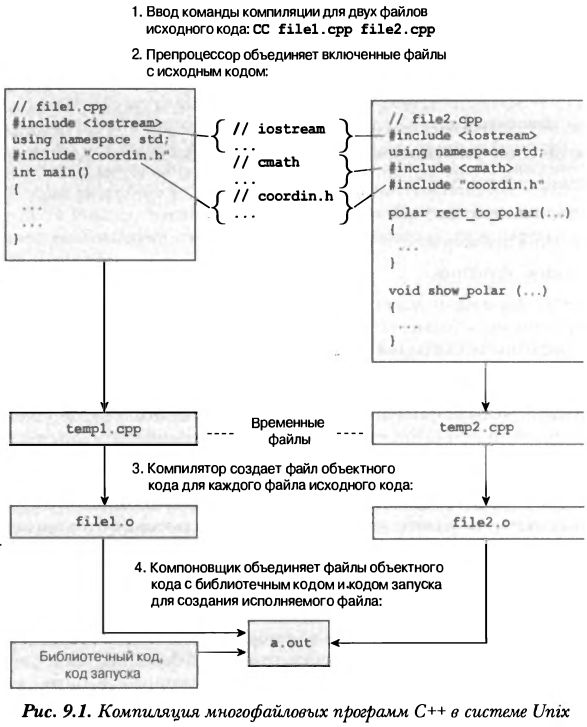 1. Ввод команды компиляции для двух файлов
исходного кода: CC file1.cpp file2.cpp
2. Препроцессор объединяет включенные файлы
с исходным кодом:
// file1.cpp
#include <iostream>
using namespace std;
#include "coordin.h"
int main()
{
...
...
}
// iostream
...
// cmath
...
// coordin.h
...
// file2.cpp
#include <iostream>
using namespace std;
#include <cmath>
#include "coordin.h"
polar rect_to_polar(...)
{
...
}
void show_polar (...)
{
...
}
temp1.cpp
Временные
файлы
temp2.cpp
3. Компилятор создает файл объектного
кода для каждого файла исходного кода:
file1.o
file2.o
4. Компоновщик объединяет файлы объектного
кода с библиотечным кодом и кодом запуска
для создания исполняемого файла:
Библиотечный код,
код запуска
a.out
Рис. 9.1. Компиляция многофайловых программ C++ в системе Unix